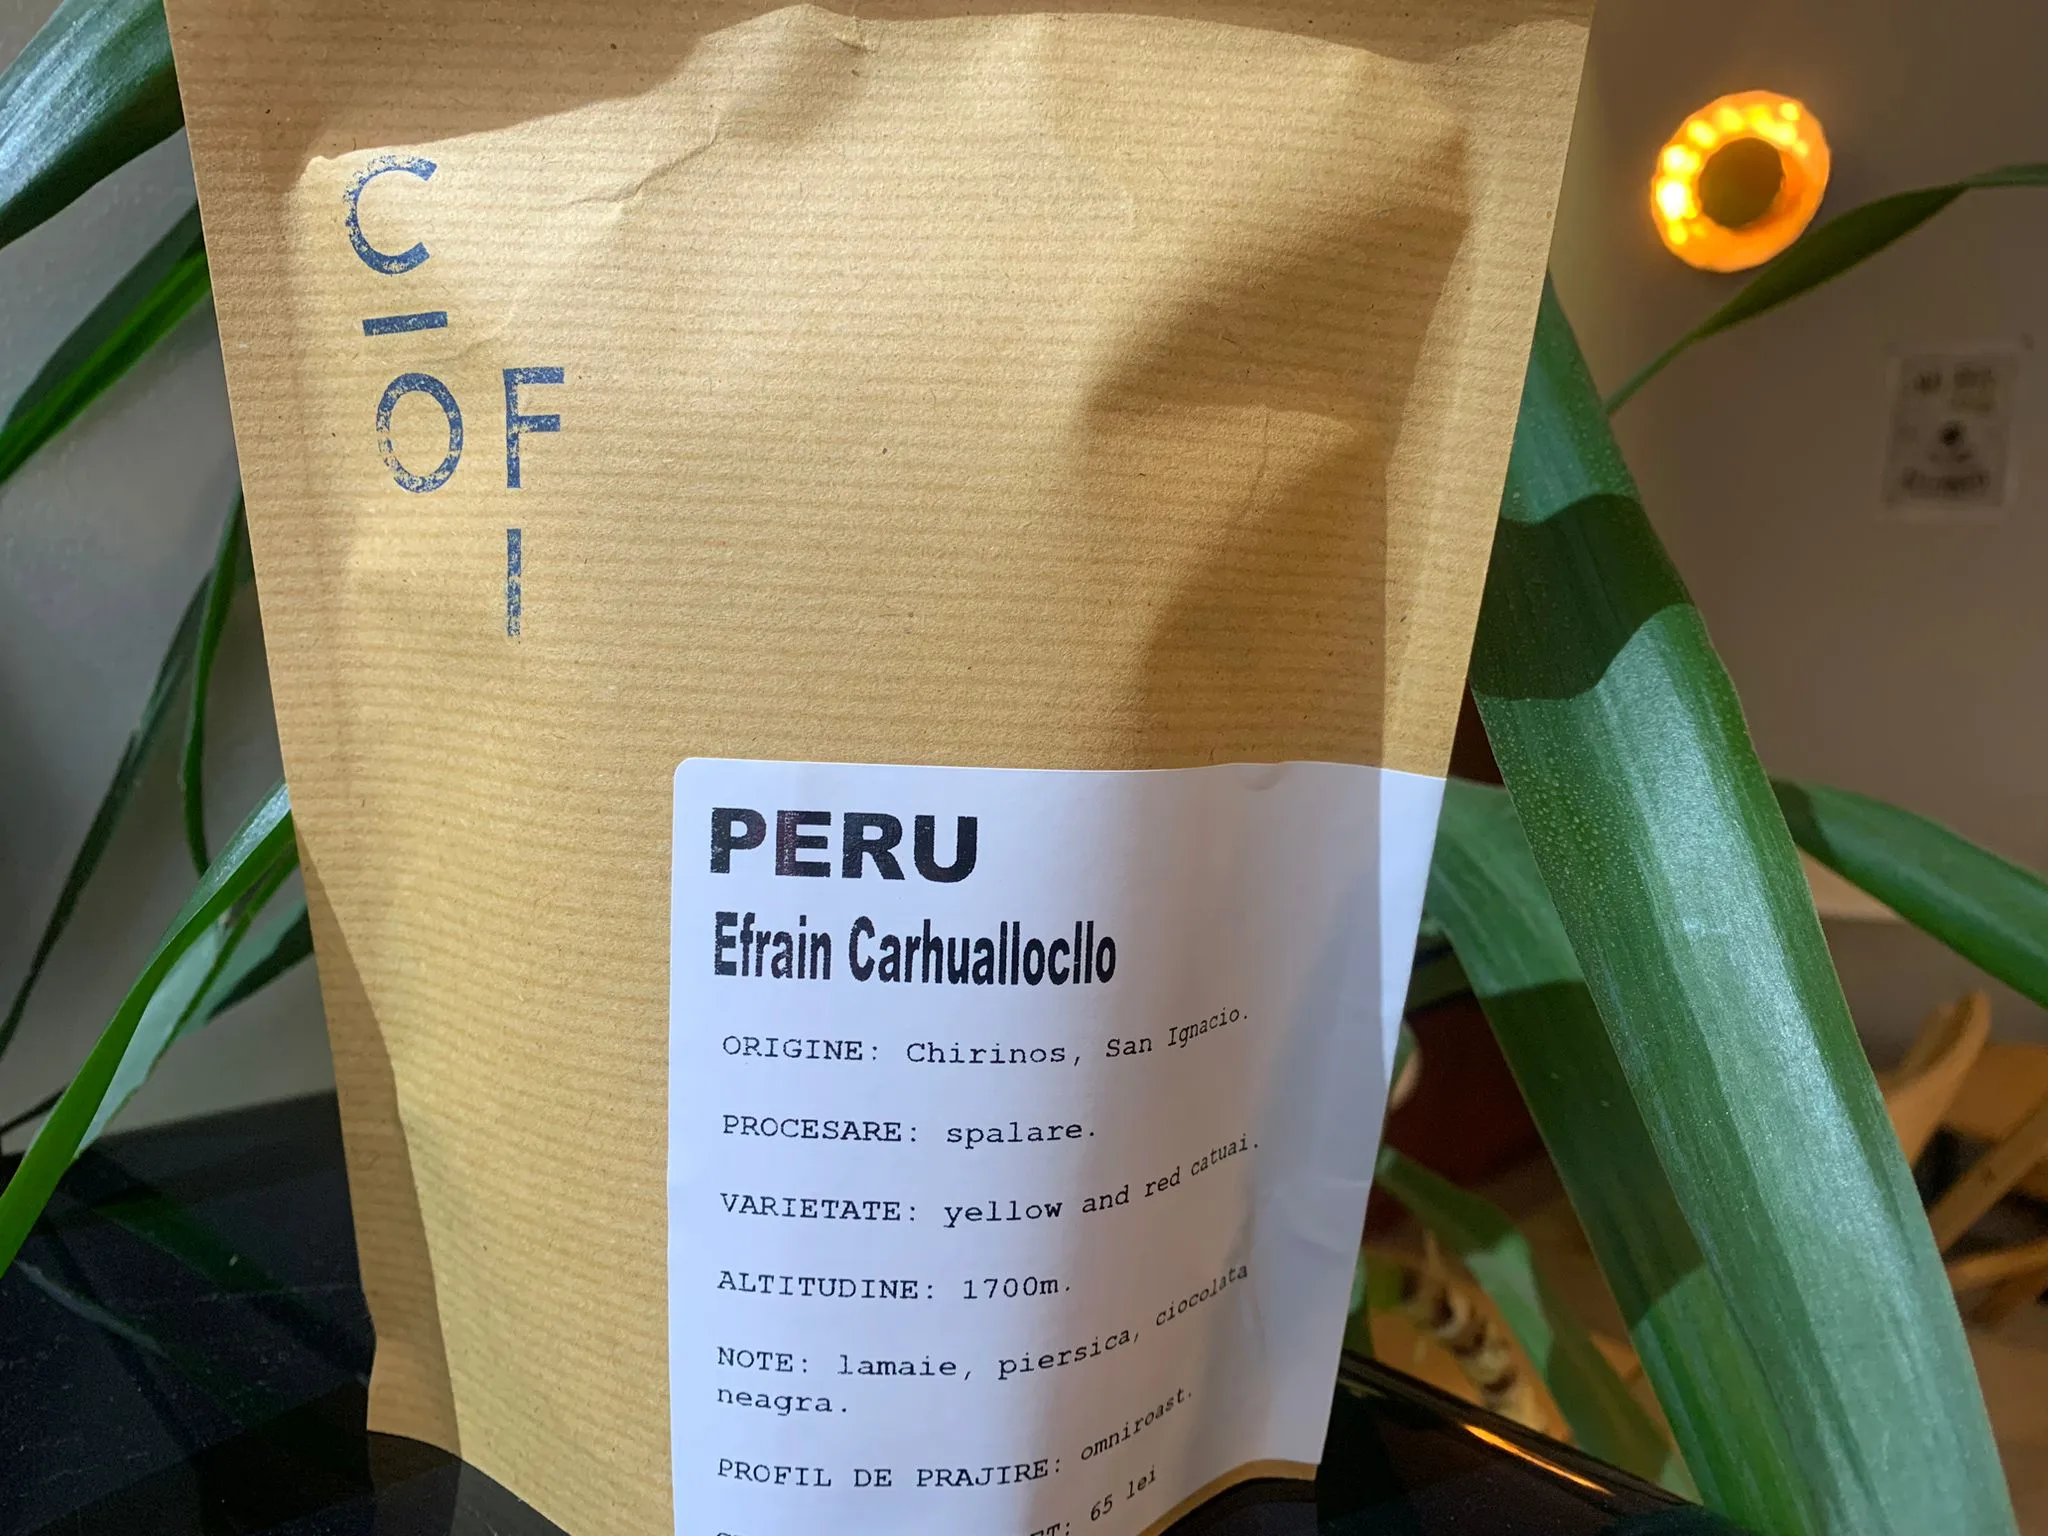 C
O F
I
PERU
Efrain Carhuallocllo
ORIGINE: Chirinos, San Ignacio.
PROCESARE: spalare.
VARIETATE: yellow and red catuai.
ALTITUDINE: 1700m.
NOTE: lamaie, piersica, ciocolata
neagra.
PROFIL DE PRAJIRE: omniroast.
65 lei